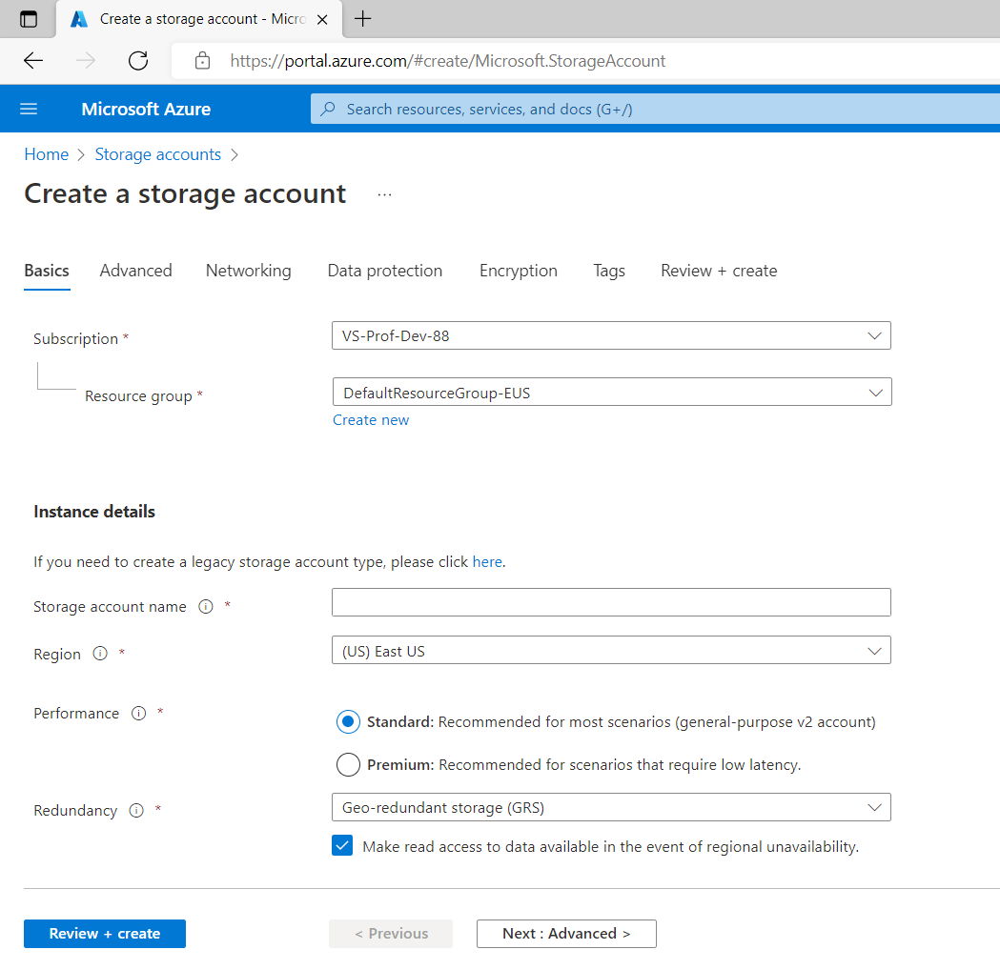 Create a storage account - Micro
https://portal.azure.com/#create/Microsoft.StorageAccount
Microsoft Azure
Search resources, services, and docs (G+/)
Home > Storage accounts >
Create a storage account ...
Basics Advanced Networking Data protection Encryption Tags Review + create
Subscription *
VS-Prof-Dev-88
Resource group *
DefaultResourceGroup-EUS
Create new
Instance details
If you need to create a legacy storage account type, please click here.
Storage account name *
Region *
(US) East US
Performance *
Standard: Recommended for most scenarios (general-purpose v2 account)
Premium: Recommended for scenarios that require low latency.
Redundancy *
Geo-redundant storage (GRS)
Make read access to data available in the event of regional unavailability.
Review + create
< Previous
Next : Advanced >